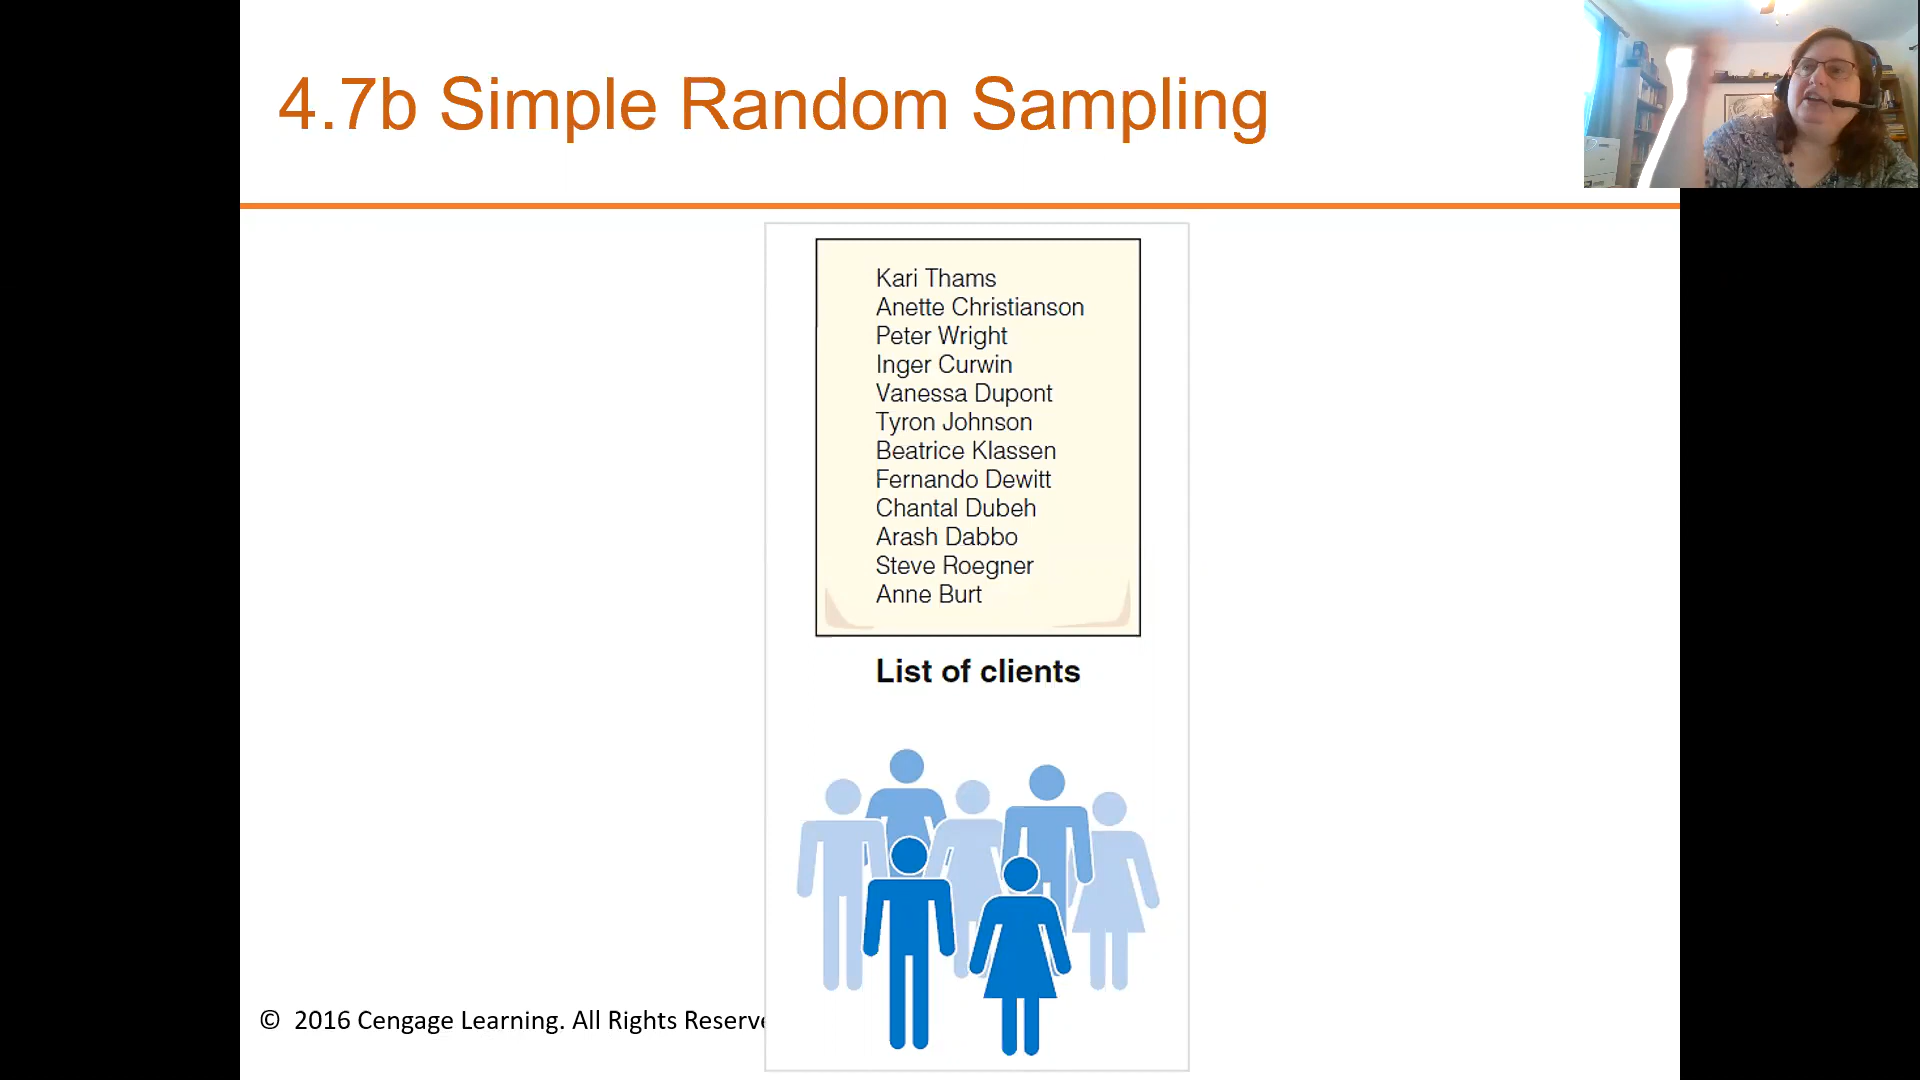 4.7b Simple Random Sampling
Kari Thams
Anette Christianson
Peter Wright
Inger Curwin
Vanessa Dupont
Tyron Johnson
Beatrice Klassen
Fernando Dewitt
Chantal Dubeh
Arash Dabbo
Steve Roegner
Anne Burt
List of clients
© 2016 Cengage Learning. All Rights Reserve